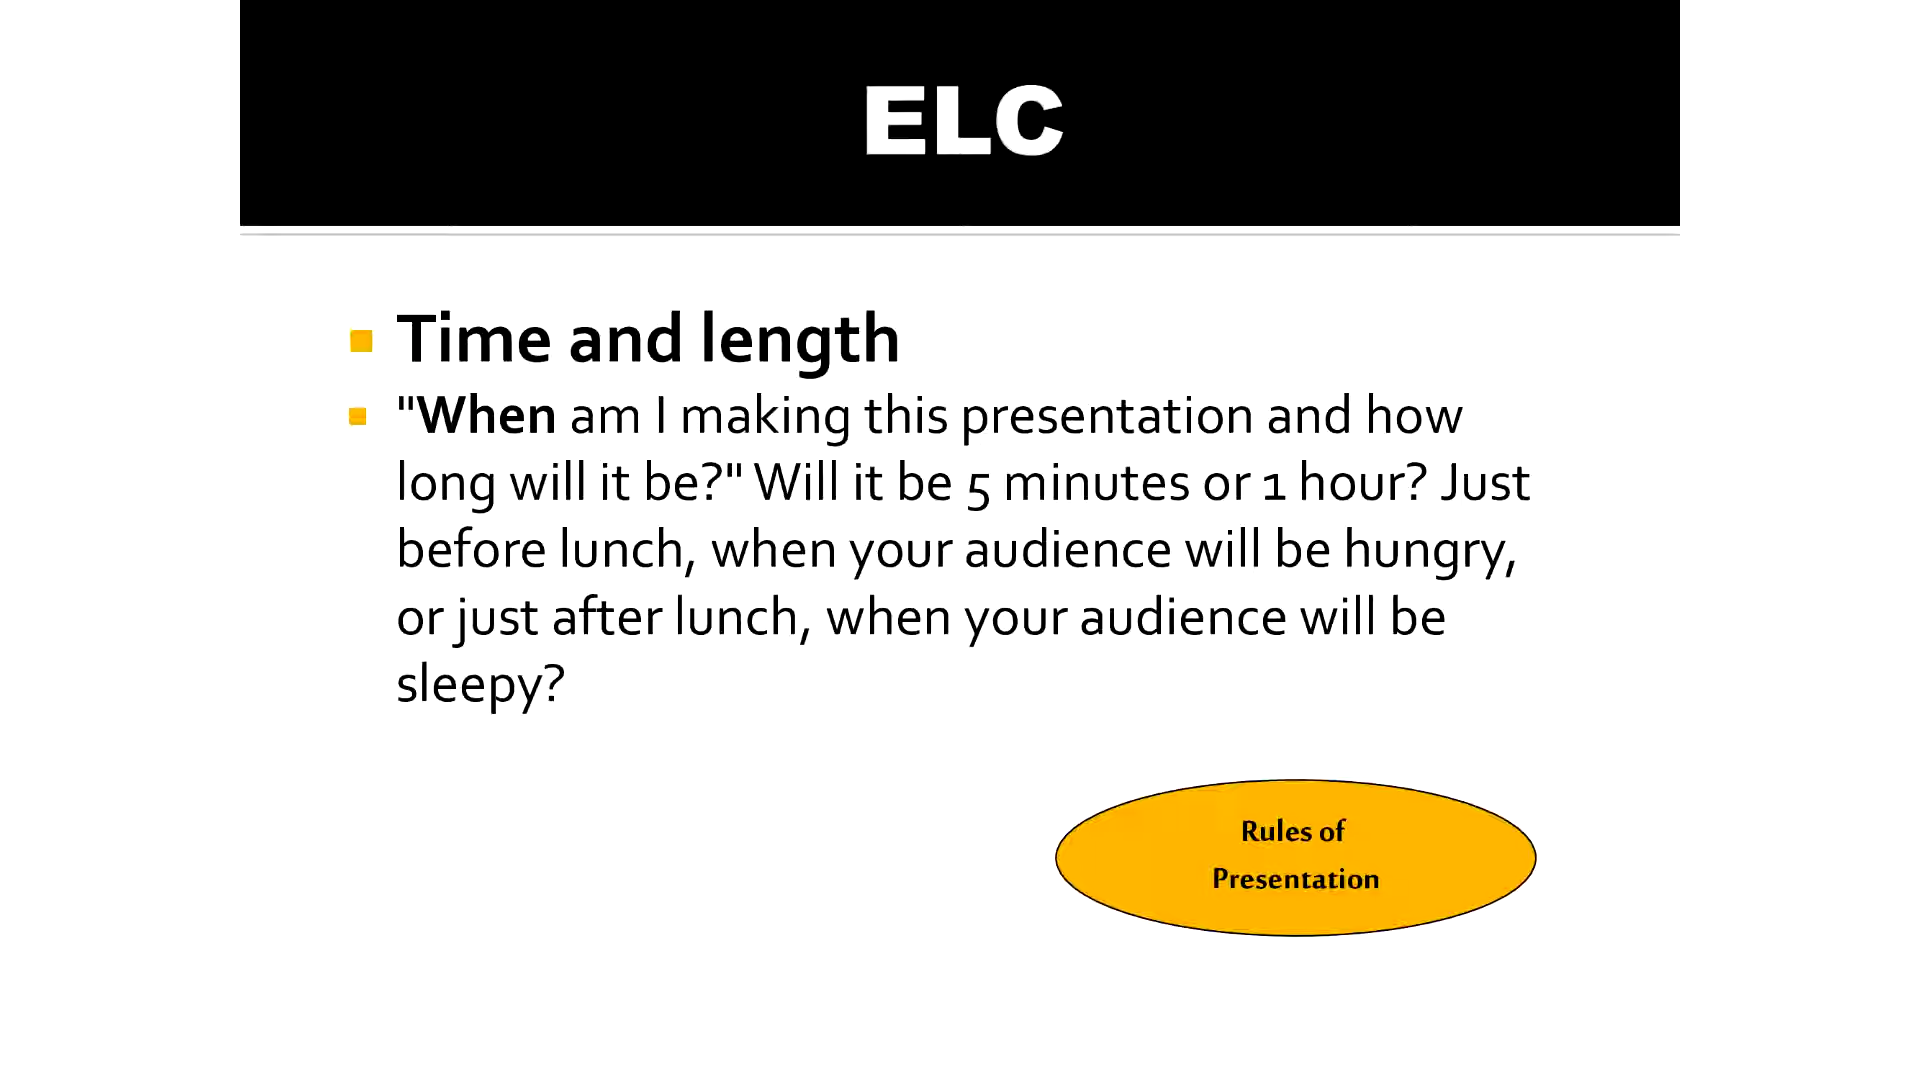 ELC
Time and length
"When am I making this presentation and how
long will it be?" Will it be 5 minutes or 1 hour? Just
before lunch, when your audience will be hungry,
or just after lunch, when your audience will be
sleepy?
Rules of
Presentation